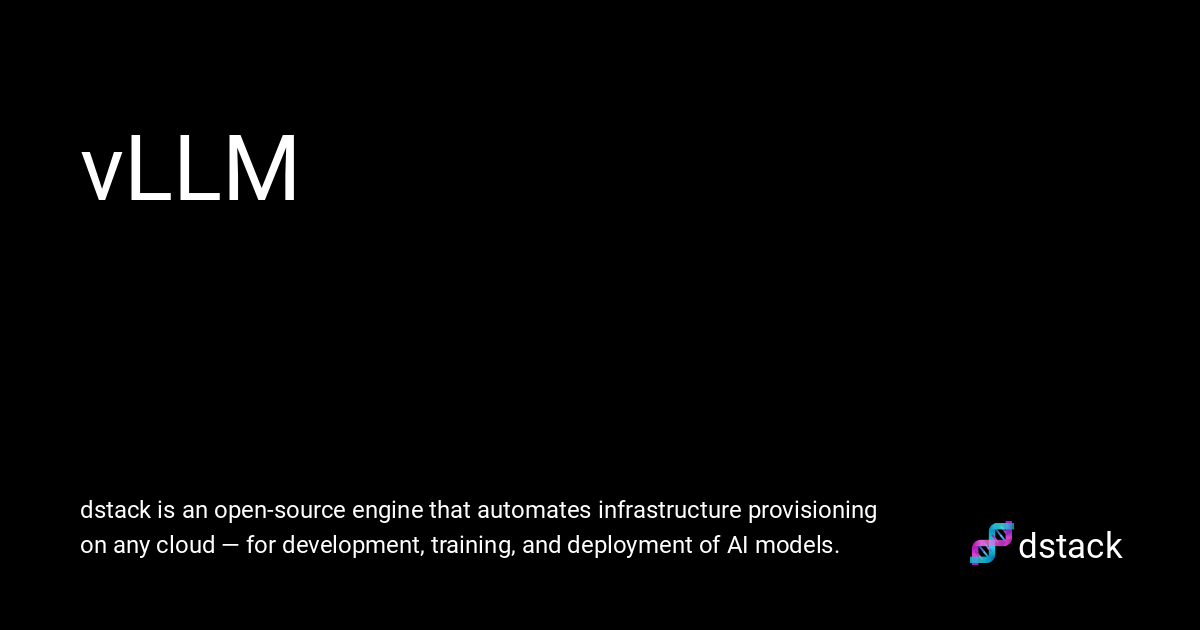 vLLM
dstack is an open-source engine that automates infrastructure provisioning
on any cloud — for development, training, and deployment of AI models.
dstack